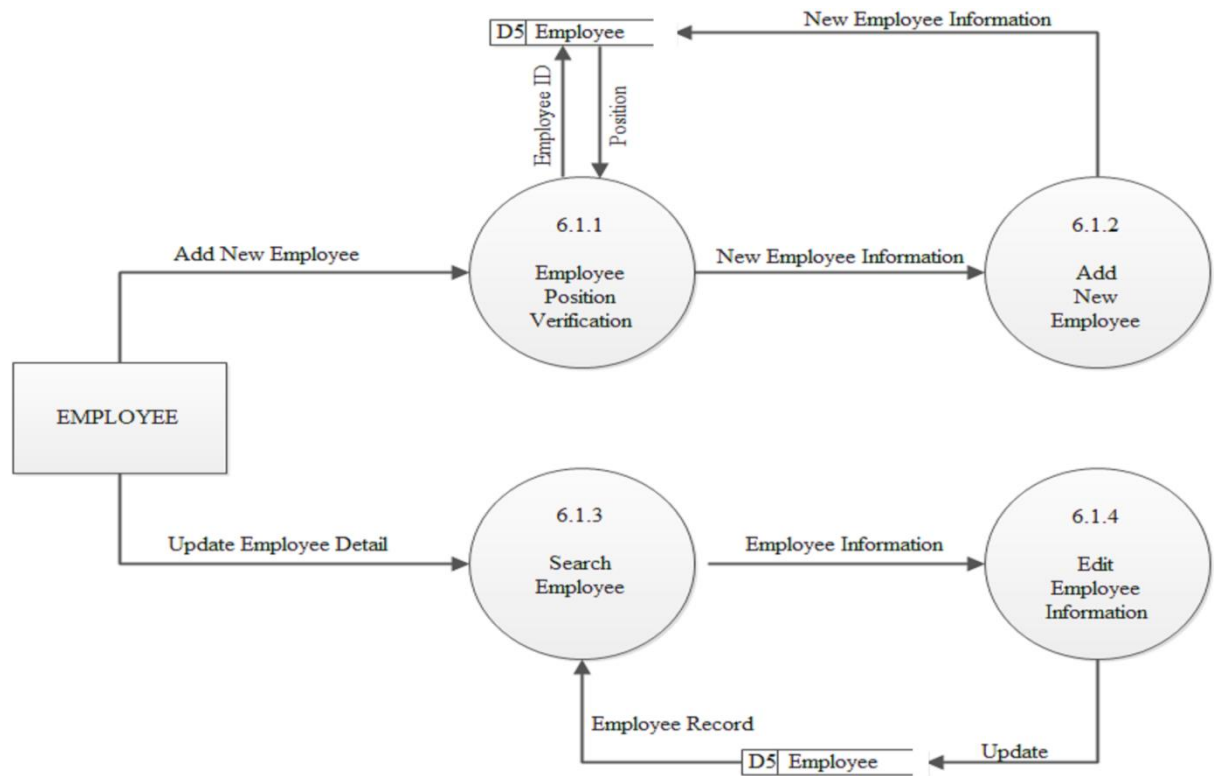 New Employee Information
D5 Employee
Employee ID
Position
6.1.1
Employee
Position
Verification
6.1.2
Add
New
Employee
Add New Employee
New Employee Information
EMPLOYEE
6.1.3
Search
Employee
6.1.4
Edit
Employee
Information
Update Employee Detail
Employee Information
Employee Record
D5 Employee
Update